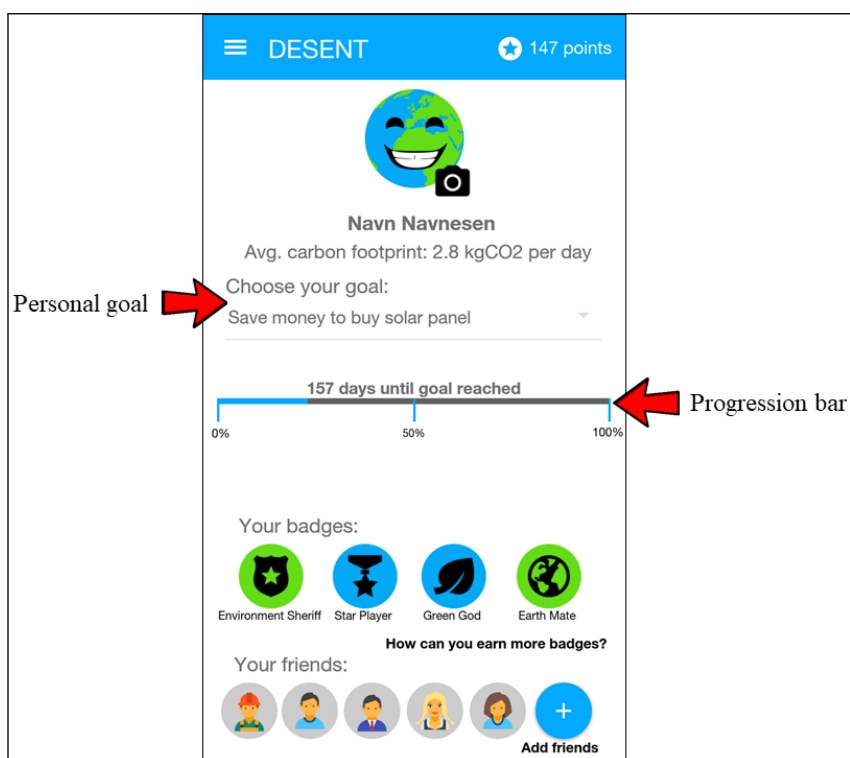 DESENT
147 points
Navn Navnesen
Avg. carbon footprint: 2.8 kgCO2 per day
Choose your goal:
Personal goal
Save money to buy solar panel
157 days until goal reached
Progression bar
0%
50%
100%
Your badges:
Environment Sheriff
Star Player
Green God
Earth Mate
How can you earn more badges?
Your friends:
+
Add friends